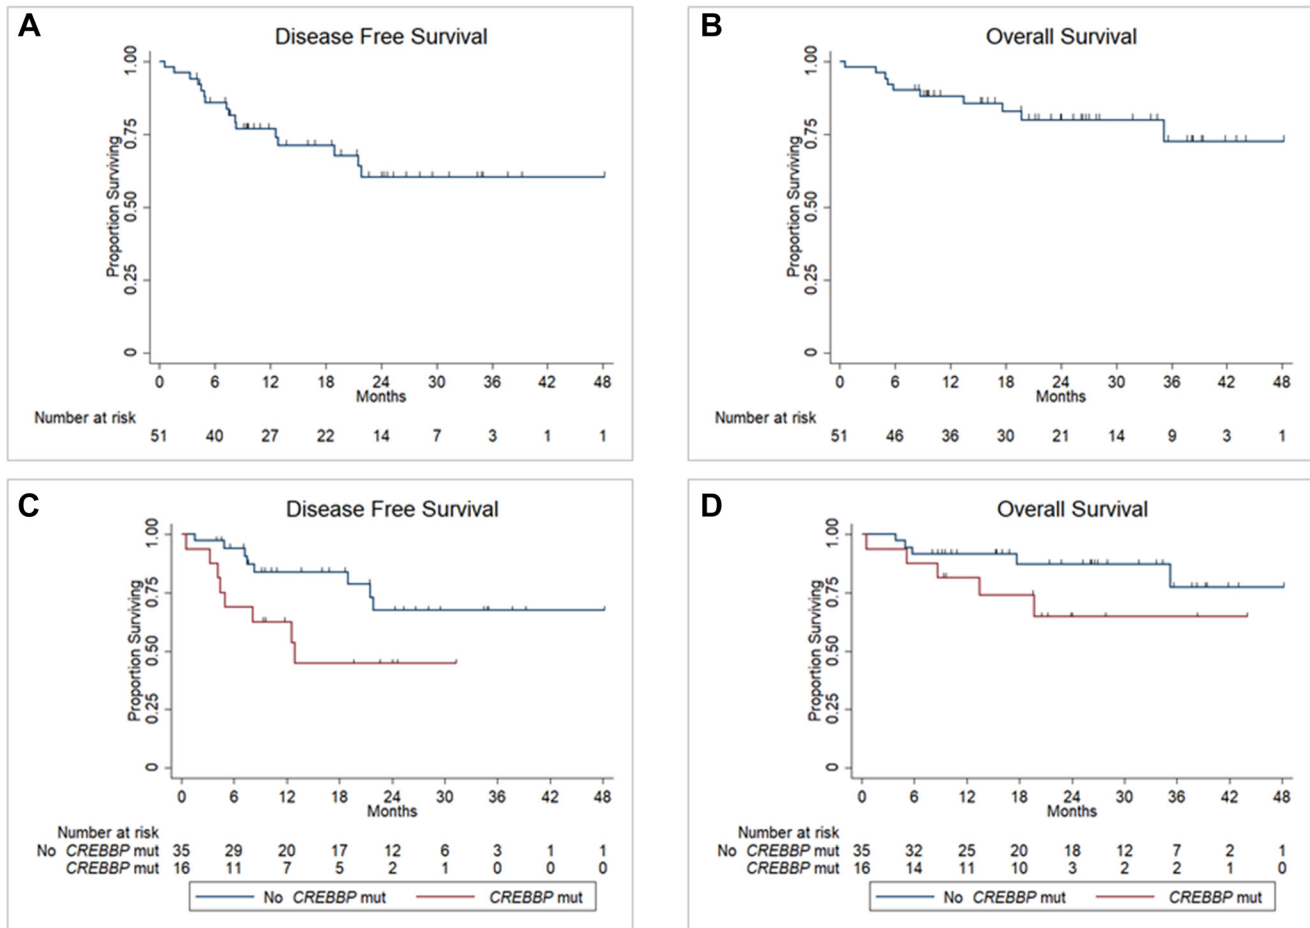 A
Disease Free Survival
Proportion Surviving
1.00
0.75
0.50
0.25
0
0 6 12 18 24 30 36 42 48
Months
Number at risk
51 40 27 22 14 7 3 1 1
B
Overall Survival
Proportion Surviving
1.00
0.75
0.50
0.25
0
0 6 12 18 24 30 36 42 48
Months
Number at risk
51 46 36 30 21 14 9 3 1
C
Disease Free Survival
Proportion Surviving
1.00
0.75
0.50
0.25
0
0 6 12 18 24 30 36 42 48
Months
Number at risk
No CREBBP mut 35 29 20 17 12 6 3 1 1
CREBBP mut 16 11 7 5 2 1 0 0 0
No CREBBP mut CREBBP mut
D
Overall Survival
Proportion Surviving
1.00
0.75
0.50
0.25
0
0 6 12 18 24 30 36 42 48
Months
Number at risk
No CREBBP mut 35 32 25 20 18 12 7 2 1
CREBBP mut 16 14 11 10 3 2 2 1 0
No CREBBP mut CREBBP mut